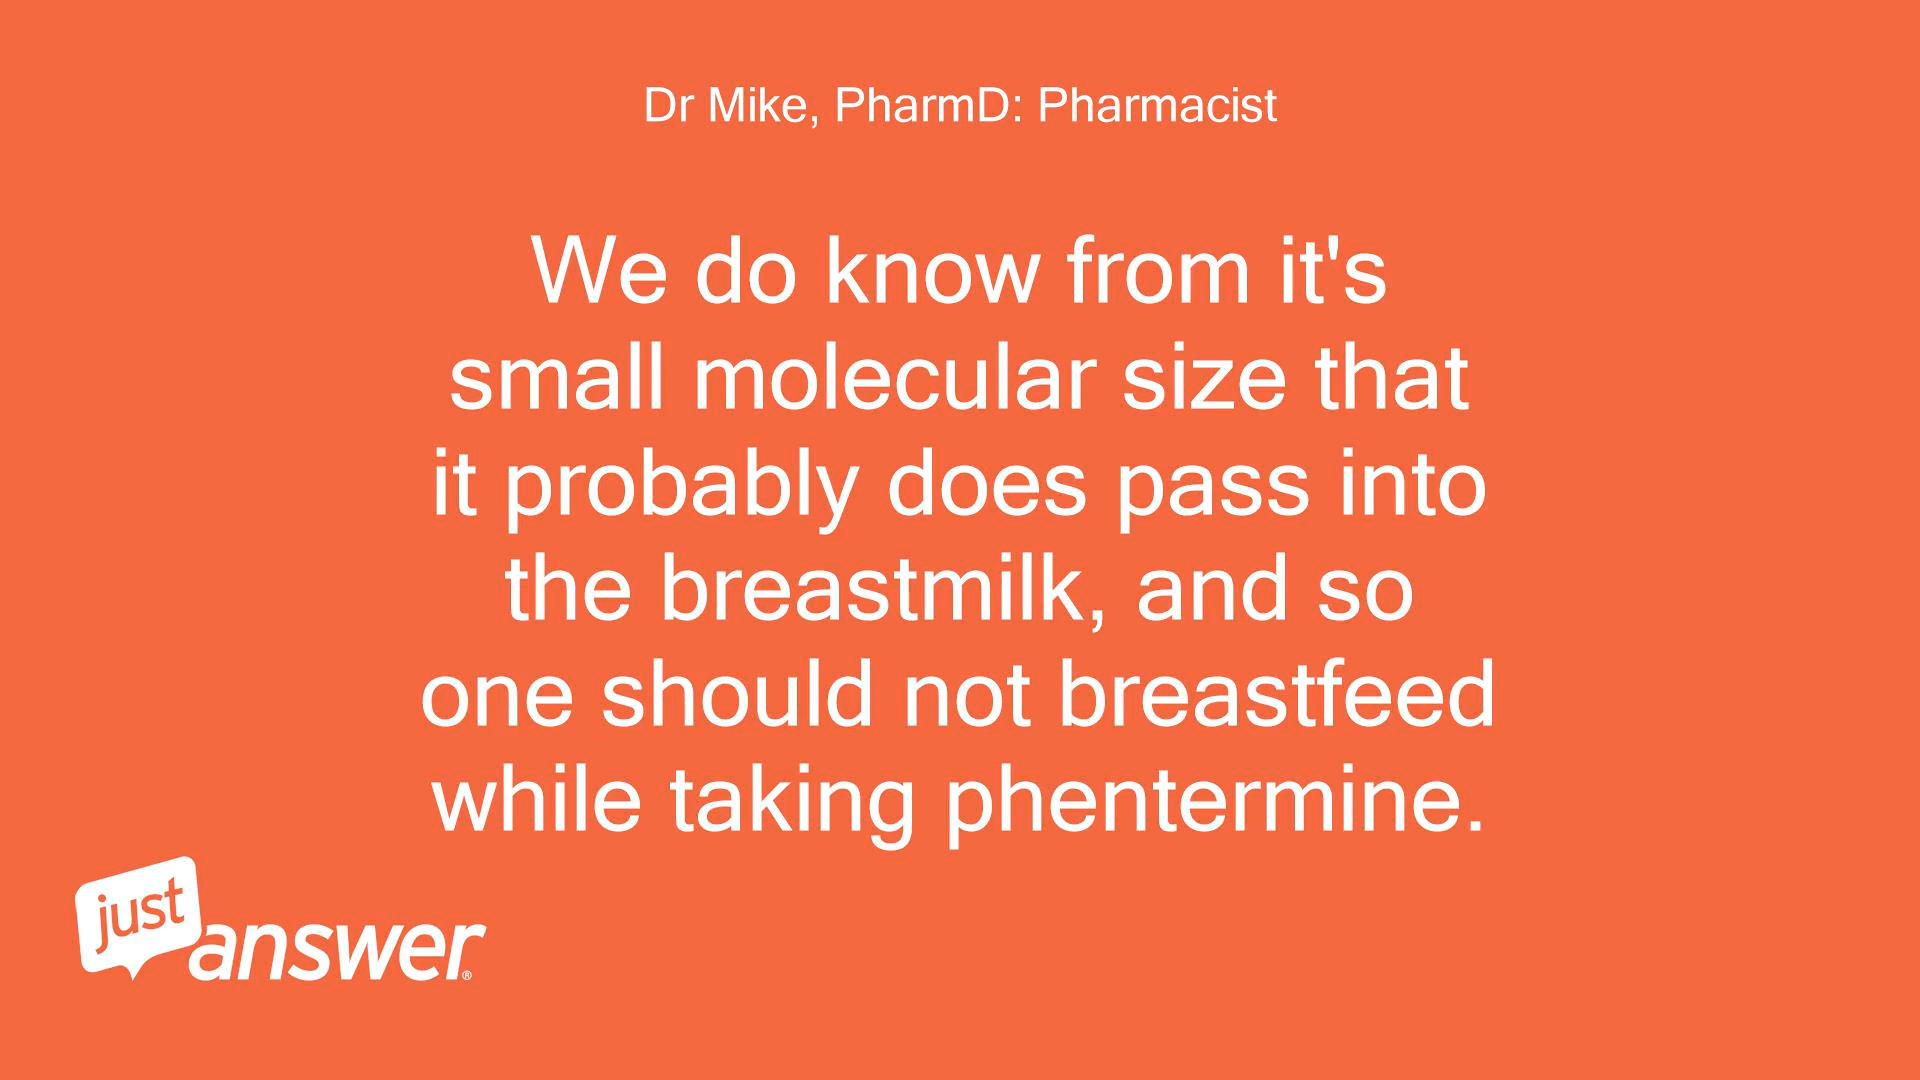 Dr Mike, PharmD: Pharmacist
We do know from it's
small molecular size that
it probably does pass into
the breastmilk, and so
one should not breastfeed
while taking phentermine.
just
answer®